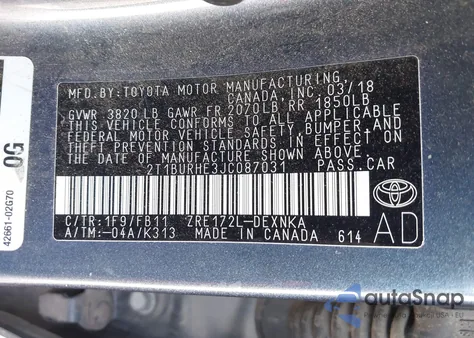 MFD.BY:TOYOTA MOTOR MANUFACTURING,
CANADA, INC. 03/18
GVWR 3820LB GAWR FR 2070LB RR 1850LB
THIS VEHICLE CONFORMS TO ALL APPLICABLE
FEDERAL MOTOR VEHICLE SAFETY, BUMPER, AND
THEFT PREVENTION STANDARDS IN EFFECT ON
THE DATE OF MANUFACTURE SHOWN ABOVE.
2T1BURHE3JC087031 PASS.CAR
C/TR:1F9/FB11 ZRE172L-DEXNKA
A/TM:-04A/K313 MADE IN CANADA 614
AD
50
42661-02G70
autoSnap